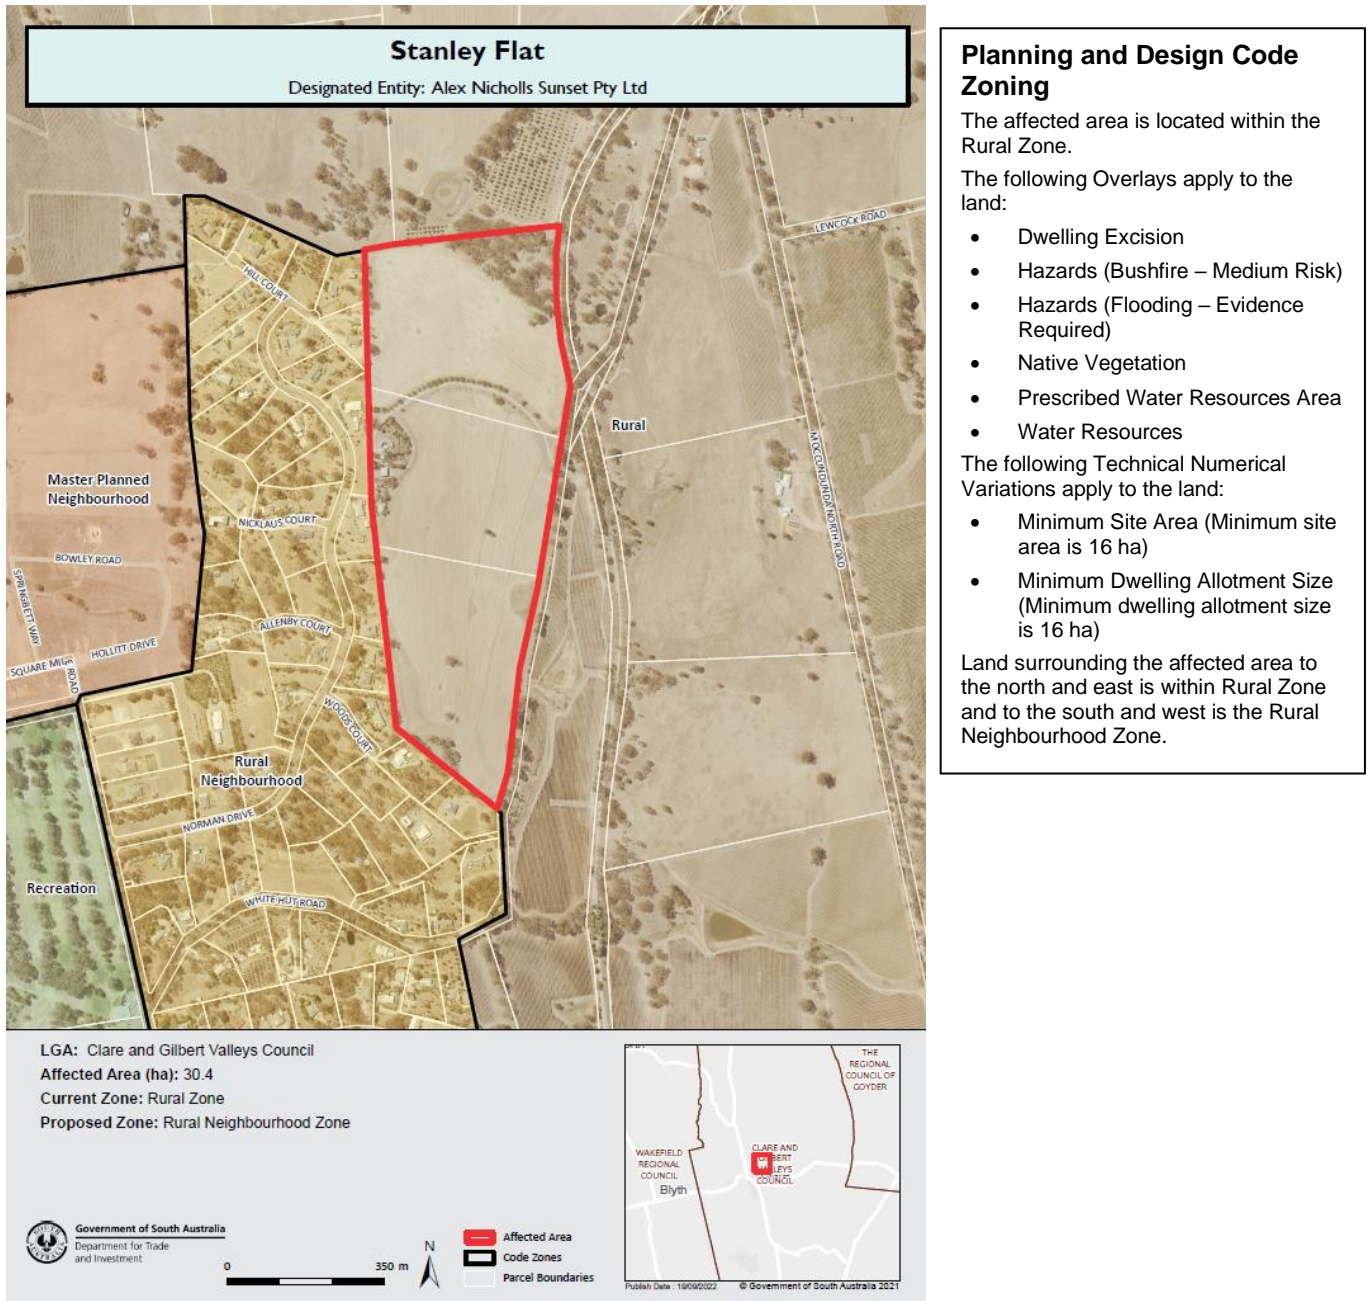 Stanley Flat
Designated Entity: Alex Nicholls Sunset Pty Ltd
LEWCOCK ROAD
HILL COURT
Rural
MOCCUNDUNDA NORTH ROAD
Master Planned
Neighbourhood
NICKLAUS COURT
BOWLEY ROAD
SPRINGBETT WAY
ALLENBY COURT
HOLLITT DRIVE
SQUARE MILE ROAD
WOODS COURT
Rural
Neighbourhood
NORMAN DRIVE
Recreation
WHITE HUT ROAD
LGA: Clare and Gilbert Valleys Council
Affected Area (ha): 30.4
Current Zone: Rural Zone
Proposed Zone: Rural Neighbourhood Zone
Government of South Australia
Department for Trade
and Investment
0 350 m
N
Affected Area
Code Zones
Parcel Boundaries
THE
REGIONAL
COUNCIL OF
GOYDER
WAKEFIELD
REGIONAL
COUNCIL
Blyth
CLARE AND
VALLEYS
COUNCIL
Publish Date : 19/09/2022 © Government of South Australia 2021
Planning and Design Code
Zoning
The affected area is located within the
Rural Zone.
The following Overlays apply to the
land:
• Dwelling Excision
• Hazards (Bushfire – Medium Risk)
• Hazards (Flooding – Evidence
Required)
• Native Vegetation
• Prescribed Water Resources Area
• Water Resources
The following Technical Numerical
Variations apply to the land:
• Minimum Site Area (Minimum site
area is 16 ha)
• Minimum Dwelling Allotment Size
(Minimum dwelling allotment size
is 16 ha)
Land surrounding the affected area to
the north and east is within Rural Zone
and to the south and west is the Rural
Neighbourhood Zone.